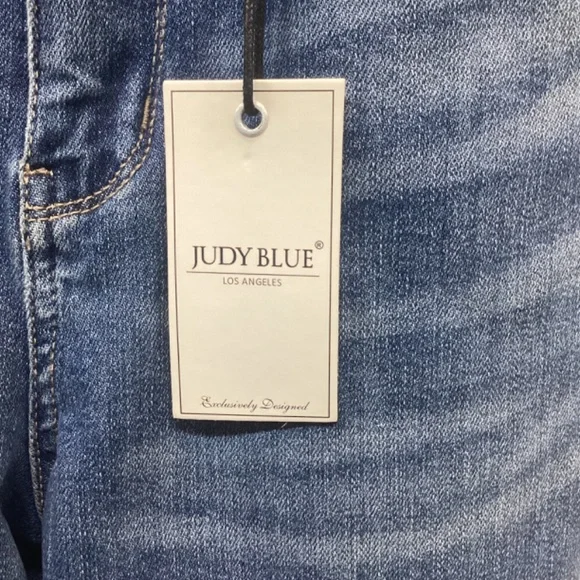 JUDY BLUE®
LOS ANGELES
Exclusively Designed